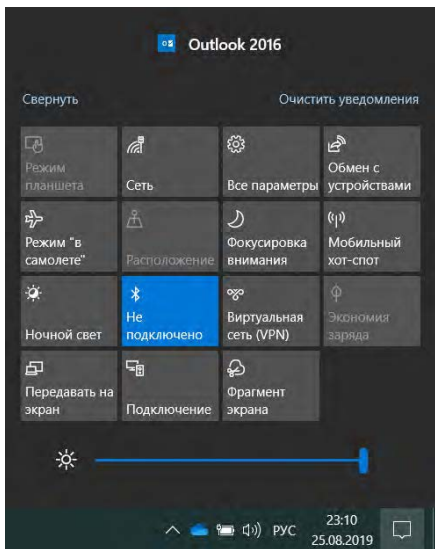 Outlook 2016
Свернуть
Очистить уведомления
Режим
планшета
Сеть
Все параметры
Обмен с
устройствами
Режим "в
самолете"
Расположение
Фокусировка
внимания
Мобильный
хот-спот
Ночной свет
Не
подключено
Виртуальная
сеть (VPN)
Экономия
заряда
Передавать на
экран
Подключение
Фрагмент
экрана
РУС
23:10
25.08.2019